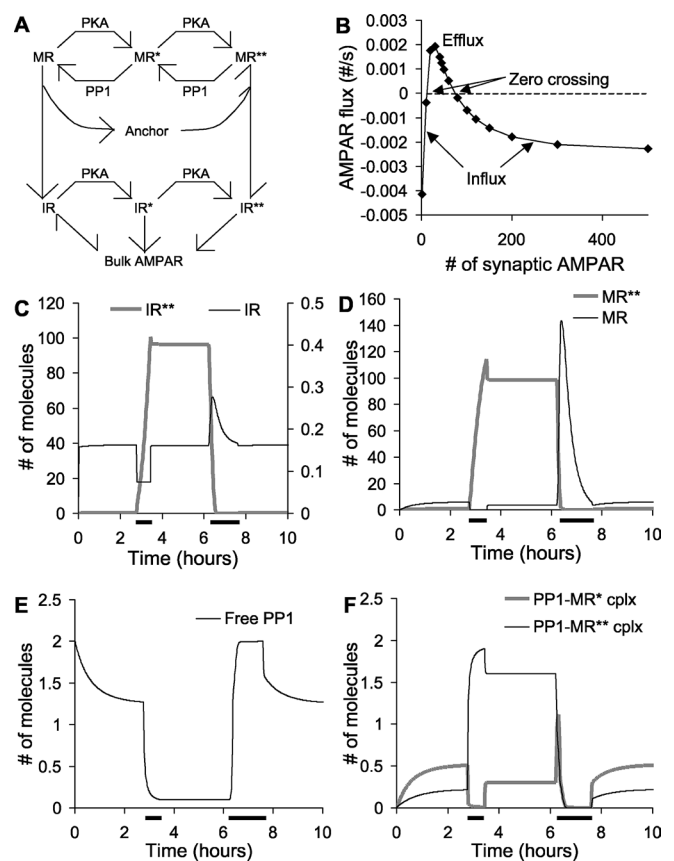 A
PKA
PKA
MR
MR*
MR**
PP1
PP1
Anchor
PKA
PKA
IR
IR*
IR**
Bulk AMPAR
B
AMPAR flux (#/s)
0.003
0.002
0.001
0
-0.001
-0.002
-0.003
-0.004
-0.005
Efflux
Zero crossing
Influx
0
200
400
# of synaptic AMPAR
C
IR**
IR
# of molecules
120
100
80
60
40
20
0
0.5
0.4
0.3
0.2
0.1
0
0
2
4
6
8
10
Time (hours)
D
MR**
MR
# of molecules
160
140
120
100
80
60
40
20
0
0
2
4
6
8
10
Time (hours)
E
Free PP1
# of molecules
2.5
2
1.5
1
0.5
0
0
2
4
6
8
10
Time (hours)
F
PP1-MR* cplx
PP1-MR** cplx
# of molecules
2.5
2
1.5
1
0.5
0
0
2
4
6
8
10
Time (hours)